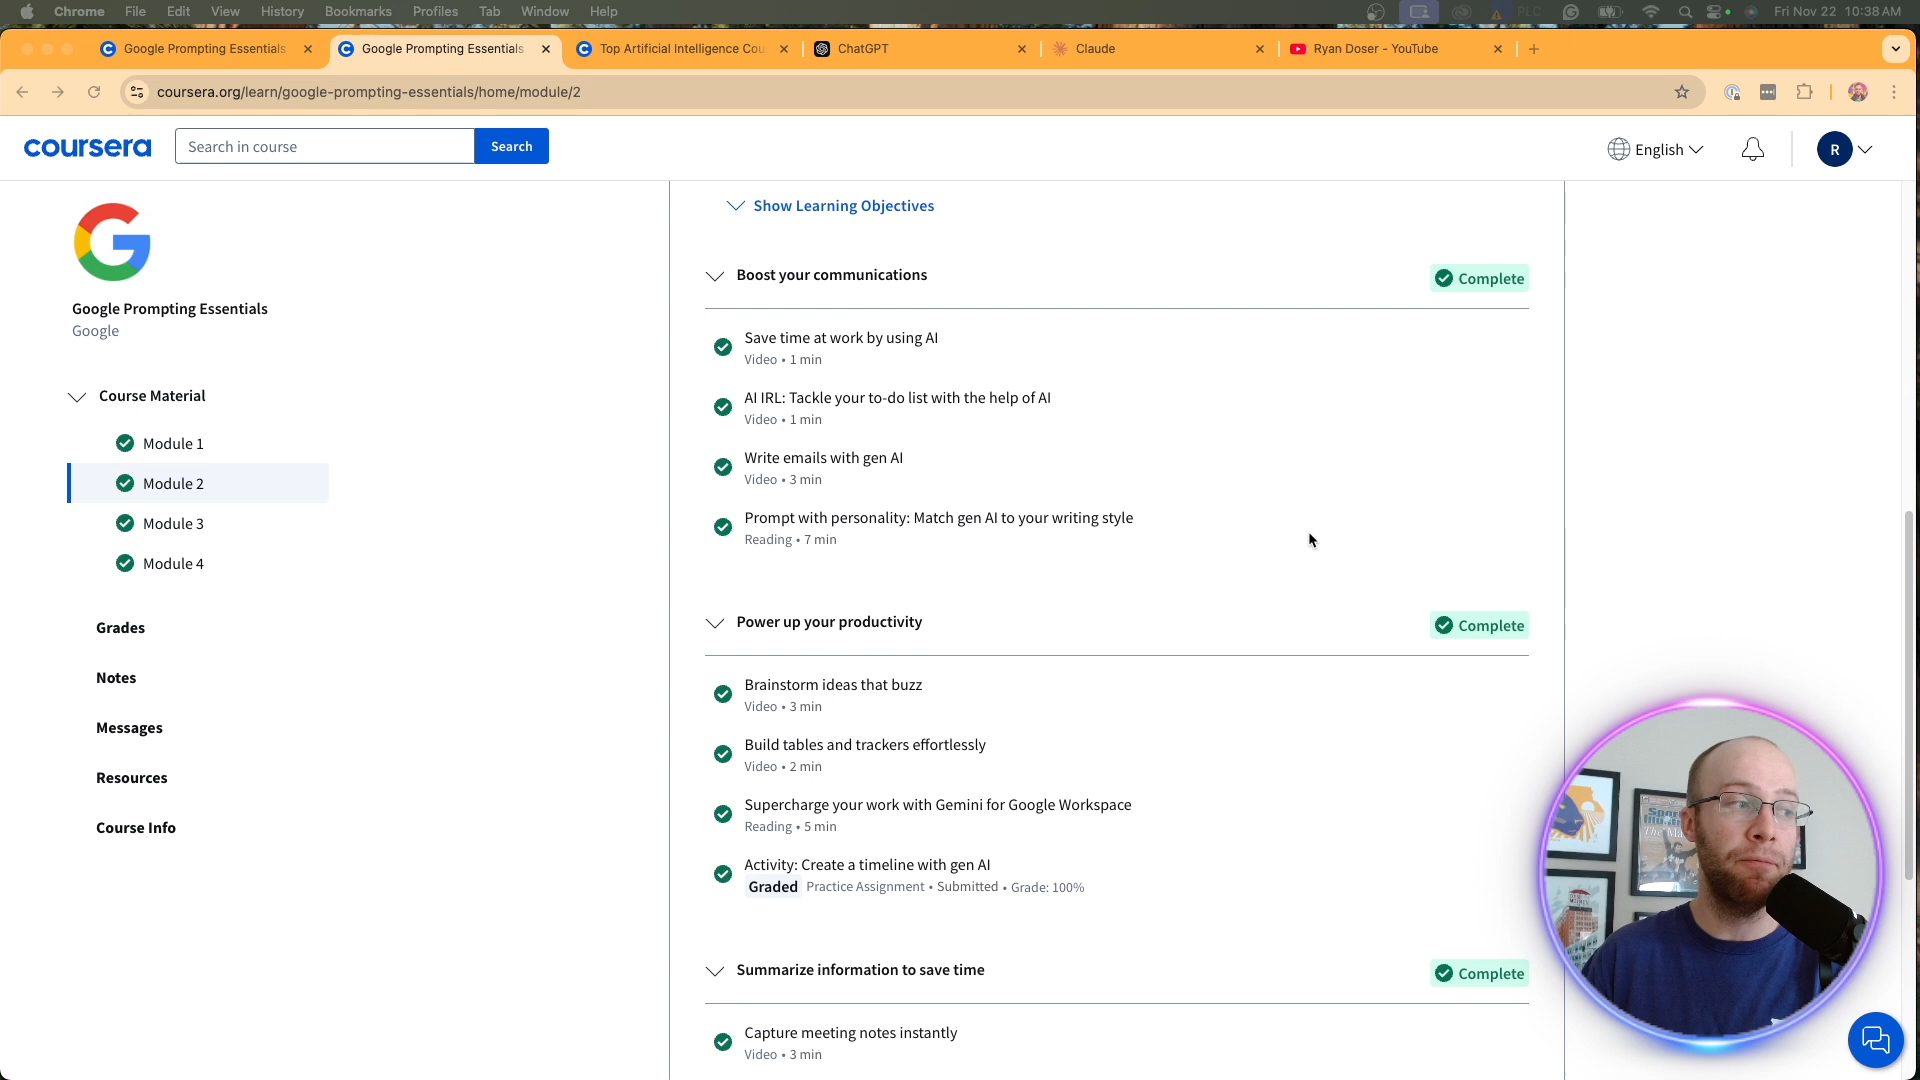 Chrome File Edit View History Bookmarks Profiles Tab Window Help PLC Fri Nov 22 10:38 AM
Google Prompting Essentials Google Prompting Essentials Top Artificial Intelligence Cou ChatGPT Claude Ryan Doser - YouTube
coursera.org/learn/google-prompting-essentials/home/module/2
coursera Search in course Search English R
Show Learning Objectives
Google Prompting Essentials
Google
Course Material
Module 1
Module 2
Module 3
Module 4
Grades
Notes
Messages
Resources
Course Info
Boost your communications Complete
Save time at work by using AI
Video • 1 min
AI IRL: Tackle your to-do list with the help of AI
Video • 1 min
Write emails with gen AI
Video • 3 min
Prompt with personality: Match gen AI to your writing style
Reading • 7 min
Power up your productivity Complete
Brainstorm ideas that buzz
Video • 3 min
Build tables and trackers effortlessly
Video • 2 min
Supercharge your work with Gemini for Google Workspace
Reading • 5 min
Activity: Create a timeline with gen AI
Graded Practice Assignment • Submitted • Grade: 100%
Summarize information to save time Complete
Capture meeting notes instantly
Video • 3 min